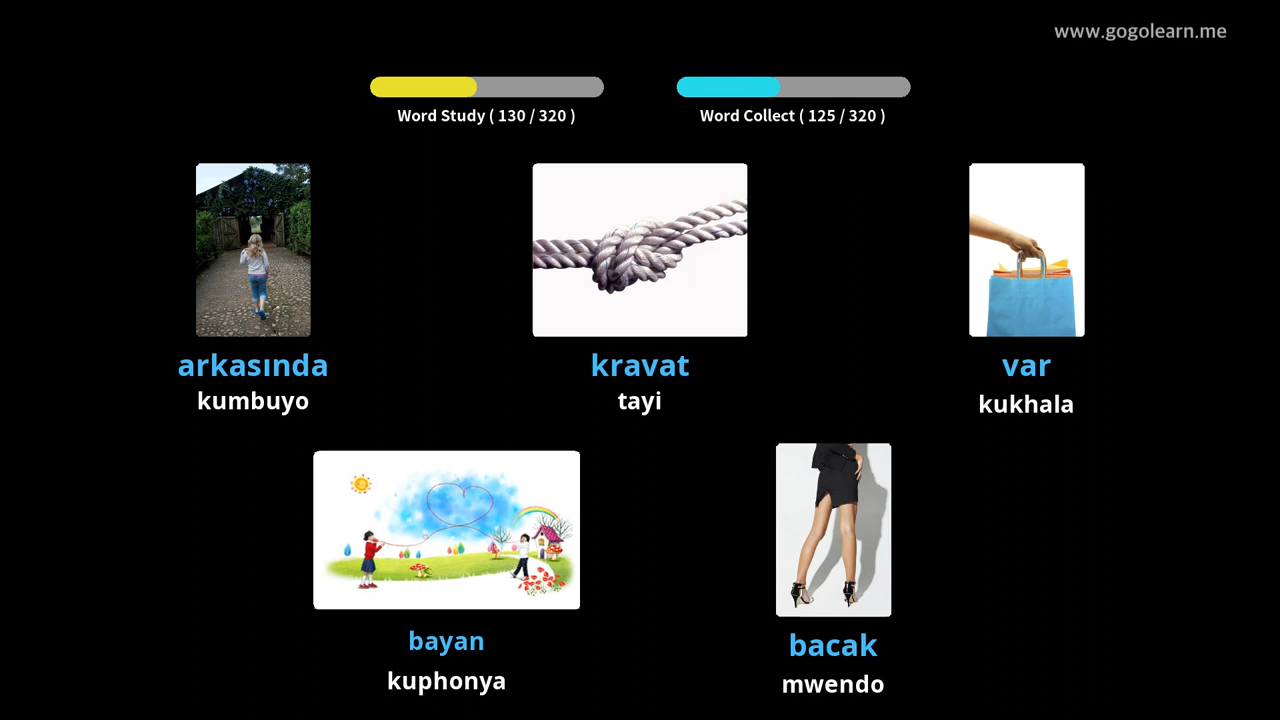 www.gogolearn.me
Word Study ( 130 / 320 )
Word Collect ( 125 / 320 )
arkasında
kumbuyo
kravat
tayi
var
kukhala
bayan
kuphonya
bacak
mwendo